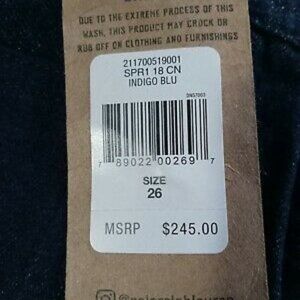 DUE TO THE EXTREME PROCESS OF THIS
WASH, THIS PRODUCT MAY CROCK OR
RUB OFF ON CLOTHING AND FURNISHINGS
211700519001
SPR1 18 CN
INDIGO BLU
DNS7003
7 89022 00269 7
SIZE
26
MSRP $245.00